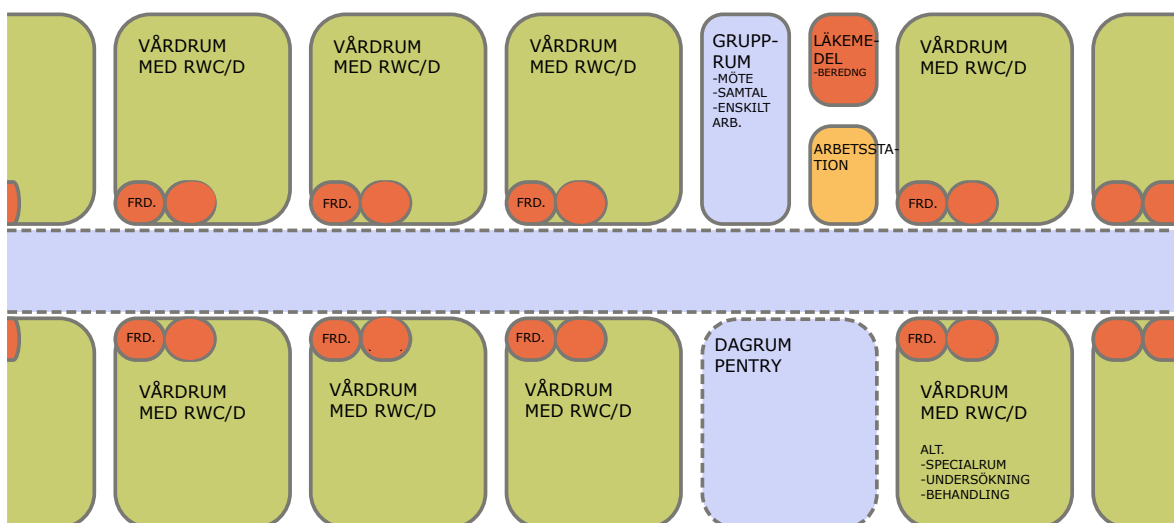 VÅRDRUM
MED RWC/D
FRD.
VÅRDRUM
MED RWC/D
FRD.
VÅRDRUM
MED RWC/D
FRD.
GRUPP-
RUM
-MÖTE
-SAMTAL
-ENSKILT
ARB.
LÄKEME-
DEL
-BEREDNG
ARBETSSTA-
TION
VÅRDRUM
MED RWC/D
FRD.
FRD.
VÅRDRUM
MED RWC/D
FRD.
VÅRDRUM
MED RWC/D
FRD.
VÅRDRUM
MED RWC/D
DAGRUM
PENTRY
FRD.
VÅRDRUM
MED RWC/D
ALT.
-SPECIALRUM
-UNDERSÖKNING
-BEHANDLING